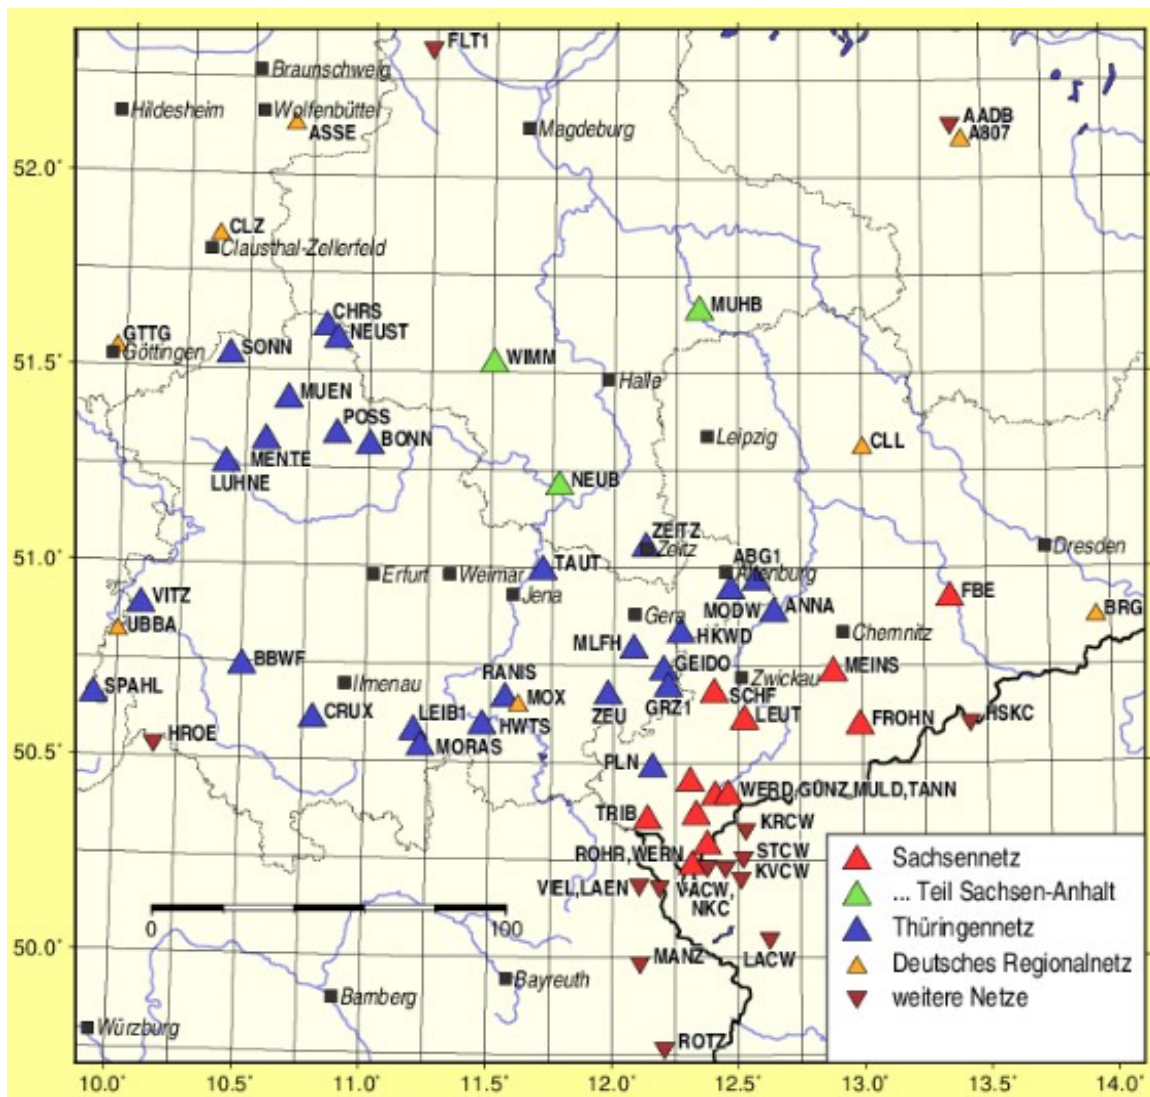 FLT1
Braunschweig
Hildesheim
Wolfenbüttel
ASSE
Magdeburg
AADB
A807
52.0°
CLZ
Clausthal-Zellerfeld
CHRS
NEUST
MUHB
GTTG
Göttingen
SONN
WIMM
51.5°
Halle
MUEN
POSS
BONN
Leipzig
CLL
MENTE
LUHNE
NEUB
ZEITZ
Zeitz
Dresden
51.0°
TAUT
ABG1
Altenburg
Erfurt
Weimar
Jena
FBE
VITZ
MODW
ANNA
BRG
UBBA
Gera
HKWD
Chemnitz
MLFH
BBWF
GEIDO
MEINS
SPAHL
Ilmenau
RANIS
MOX
Zwickau
SCHF
CRUX
LEIB1
HWTS
ZEU
GRZ1
LEUT
FROHN
HSKC
HROE
MORAS
50.5°
PLN
WERD,GÜNZ,MULD,TANN
TRIB
KRCW
ROHR,WERN
STCW
KVCW
VIEL,LAEN
VACW,
NKC
0
100
50.0°
MANZ
LACW
Bayreuth
Bamberg
Würzburg
ROTZ
Sachsennetz
... Teil Sachsen-Anhalt
Thüringennetz
Deutsches Regionalnetz
weitere Netze
10.0°
10.5°
11.0°
11.5°
12.0°
12.5°
13.0°
13.5°
14.0°